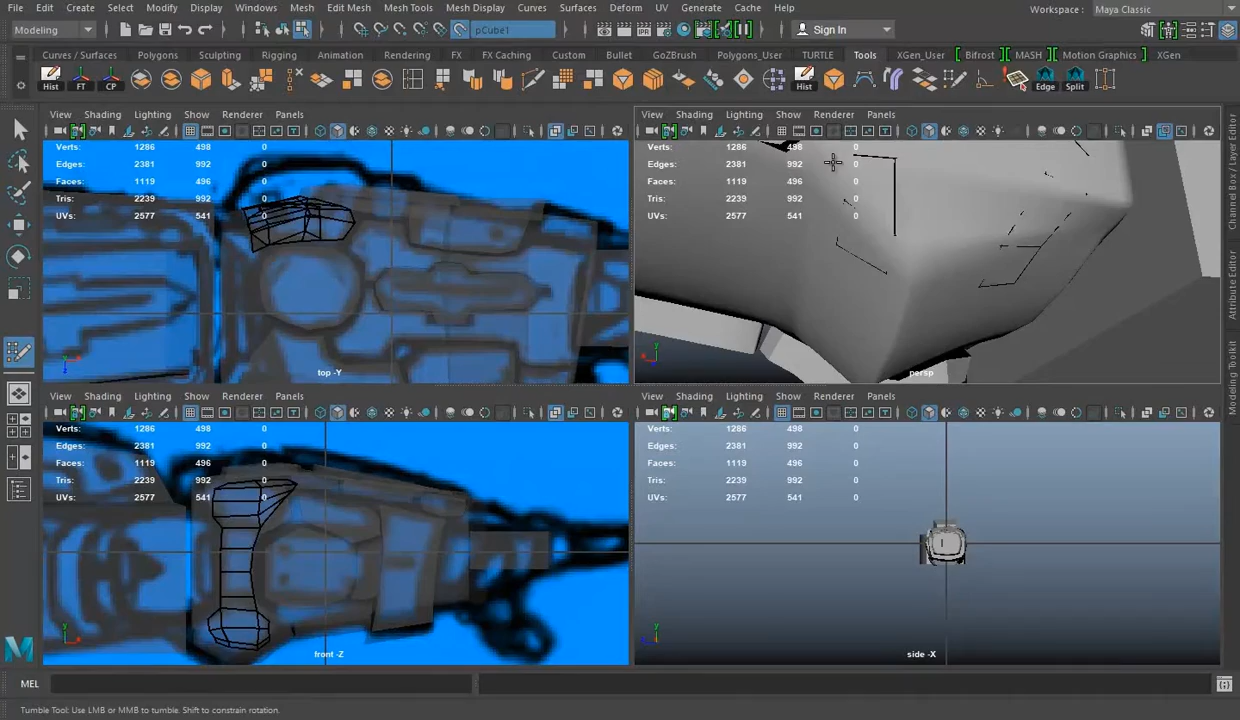 File Edit Create Select Modify Display Windows Mesh Edit Mesh Mesh Tools Mesh Display Curves Surfaces Deform UV Generate Cache Help Workspace : Maya Classic
Modeling pCube1 Sign In
Curves / Surfaces Polygons Sculpting Rigging Animation Rendering FX FX Caching Custom Bullet GoZBrush Polygons_User TURTLE Tools XGen_User Bifrost MASH Motion Graphics XGen
Hist FT CP Hist Edge Split
View Shading Lighting Show Renderer Panels
Verts: 1286 498 0
Edges: 2381 992 0
Faces: 1119 496 0
Tris: 2239 992 0
UVs: 2577 541 0
top -Y
View Shading Lighting Show Renderer Panels
Verts: 1286 498 0
Edges: 2381 992 0
Faces: 1119 496 0
Tris: 2239 992 0
UVs: 2577 541 0
persp
View Shading Lighting Show Renderer Panels
Verts: 1286 498 0
Edges: 2381 992 0
Faces: 1119 496 0
Tris: 2239 992 0
UVs: 2577 541 0
front -Z
View Shading Lighting Show Renderer Panels
Verts: 1286 498 0
Edges: 2381 992 0
Faces: 1119 496 0
Tris: 2239 992 0
UVs: 2577 541 0
side -X
Channel Box / Layer Editor
Attribute Editor
Modeling Toolkit
MEL
Tumble Tool: Use LMB or MMB to tumble. Shift to constrain rotation.